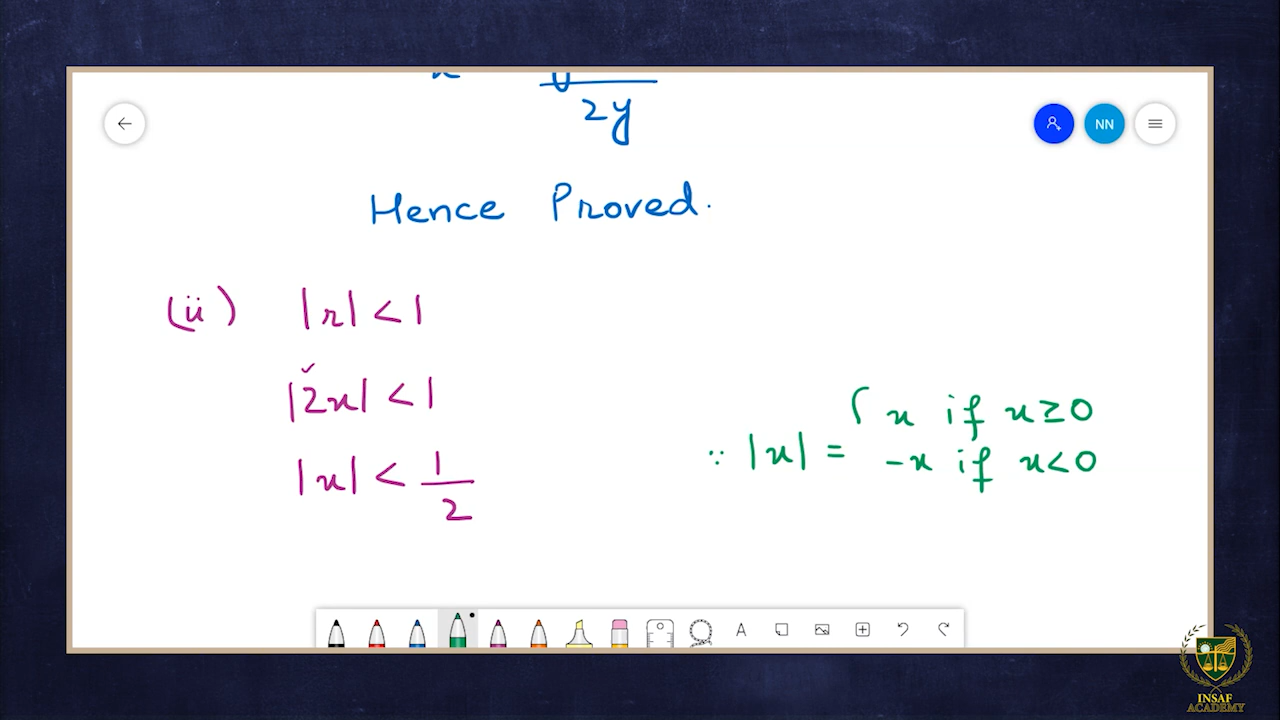 2y
NN
Hence Proved.
(ii) |r| < 1
|2x| < 1
|x| < 1/2
∵ |x| = { x if x ≥ 0
-x if x < 0
A
INSAF
ACADEMY